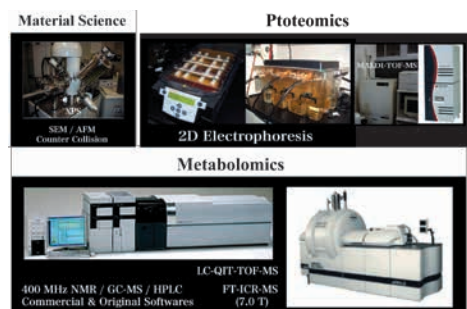 Material Science
Ptoteomics
XPS
SEM / AFM
Counter Collision
MALDI-TOF-MS
2D Electrophoresis
Metabolomics
LC-QIT-TOF-MS
400 MHz NMR / GC-MS / HPLC
FT-ICR-MS
Commercial & Original Softwares
(7.0 T)